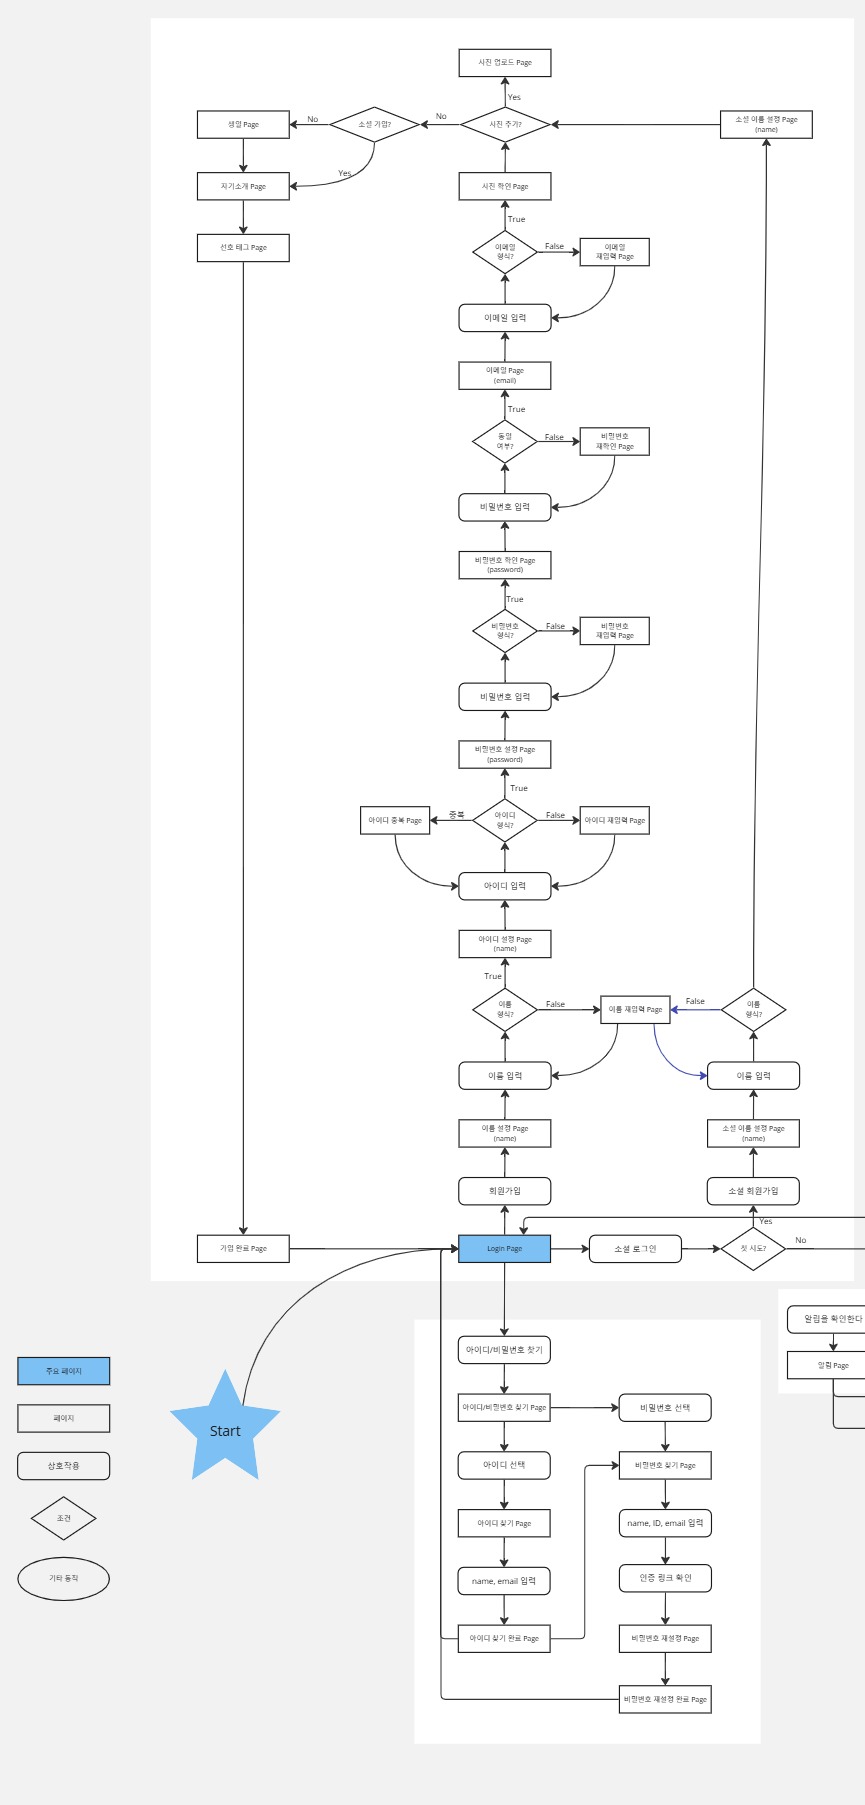 사진 업로드 Page
Yes
생일 Page
No
소셜 가입?
No
사진 추가?
소셜 이름 설정 Page
(name)
Yes
자기소개 Page
사진 확인 Page
True
선호 태그 Page
이메일
형식?
False
이메일
재입력 Page
이메일 입력
이메일 Page
(email)
True
동일
여부?
False
비밀번호
재확인 Page
비밀번호 입력
비밀번호 확인 Page
(password)
True
비밀번호
형식?
False
비밀번호
재입력 Page
비밀번호 입력
비밀번호 설정 Page
(password)
True
아이디 중복 Page
중복
아이디
형식?
False
아이디 재입력 Page
아이디 입력
아이디 설정 Page
(name)
True
이름
형식?
False
이름 재입력 Page
False
이름
형식?
이름 입력
이름 입력
이름 설정 Page
(name)
소셜 이름 설정 Page
(name)
회원가입
소셜 회원가입
Yes
가입 완료 Page
Login Page
소셜 로그인
첫 시도?
No
알림을 확인한다
알림 Page
아이디/비밀번호 찾기
주요 페이지
페이지
상호작용
조건
기타 동작
Start
아이디/비밀번호 찾기 Page
비밀번호 선택
아이디 선택
비밀번호 찾기 Page
아이디 찾기 Page
name, ID, email 입력
name, email 입력
인증 링크 확인
아이디 찾기 완료 Page
비밀번호 재설정 Page
비밀번호 재설정 완료 Page